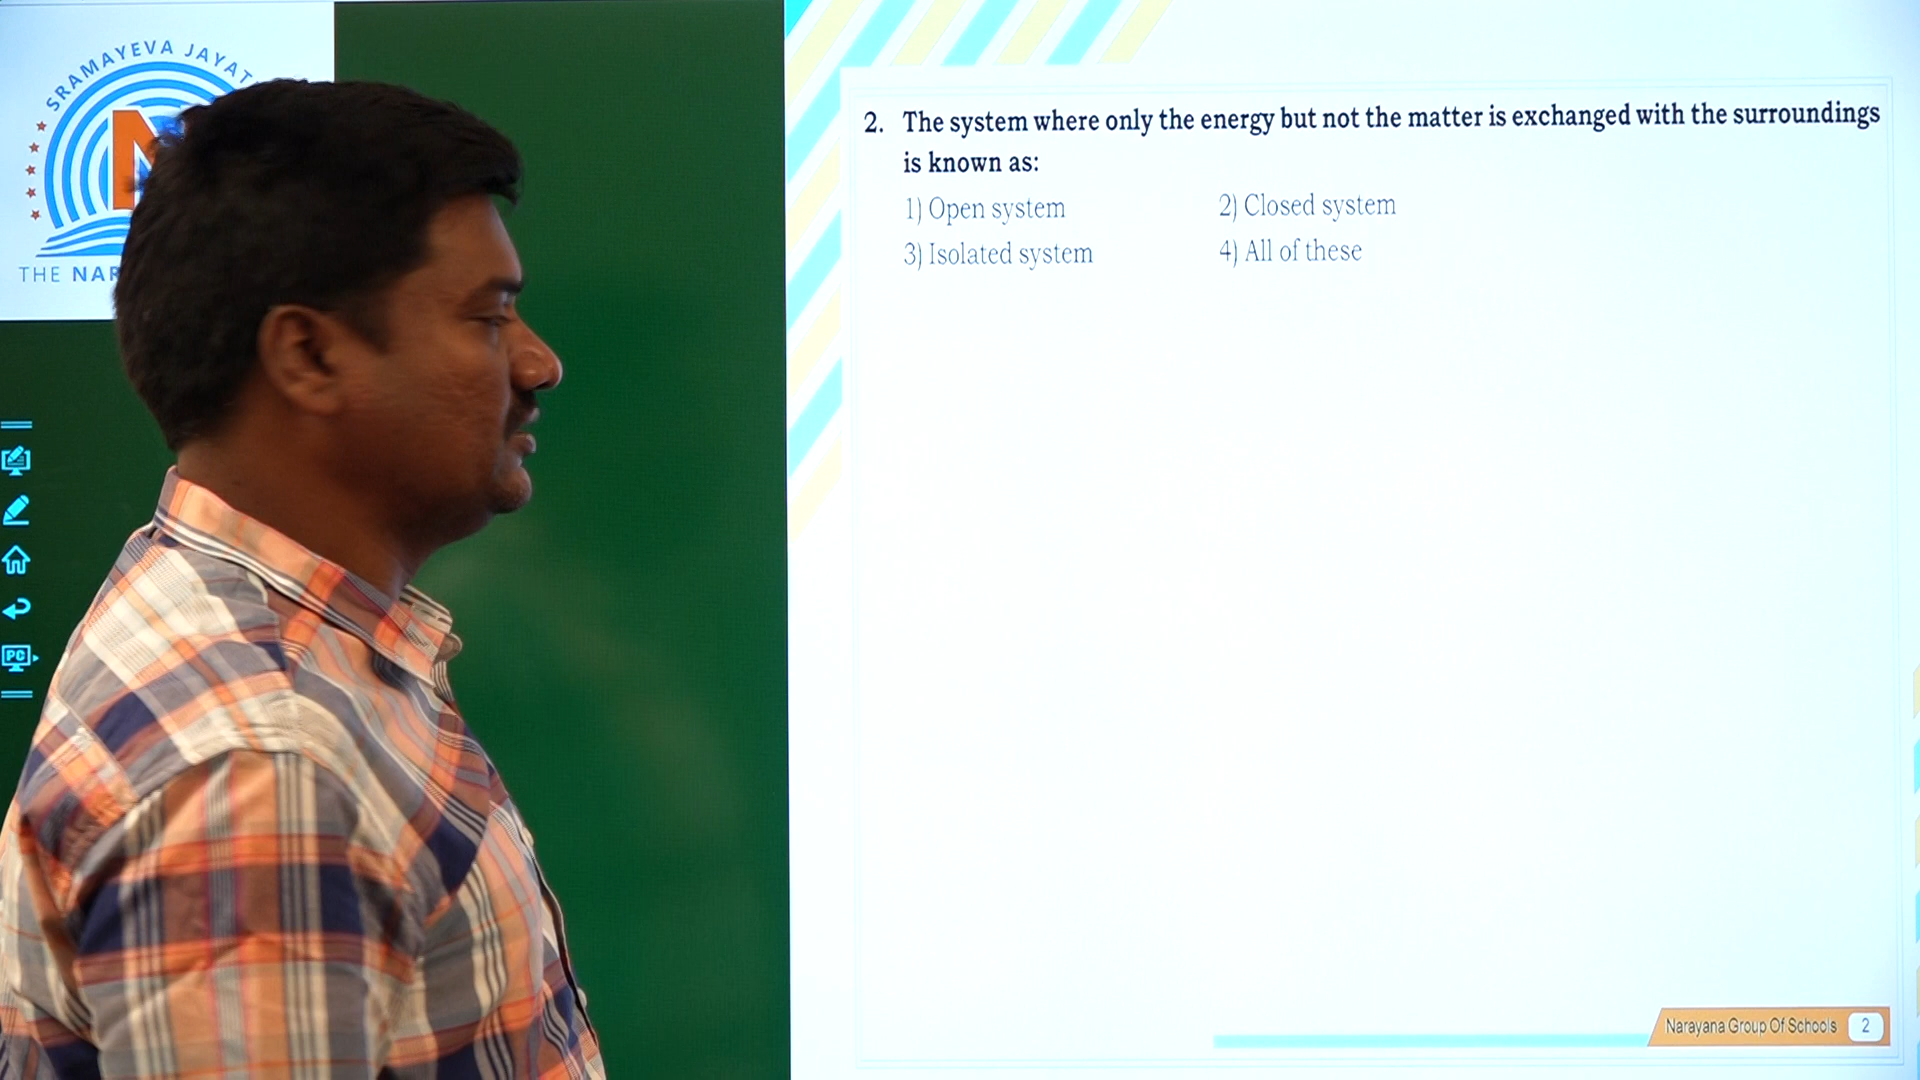 SRAMAYEVA JAYAT
THE NAR
2. The system where only the energy but not the matter is exchanged with the surroundings
is known as:
1) Open system 2) Closed system
3) Isolated system 4) All of these
PC
Narayana Group Of Schools 2